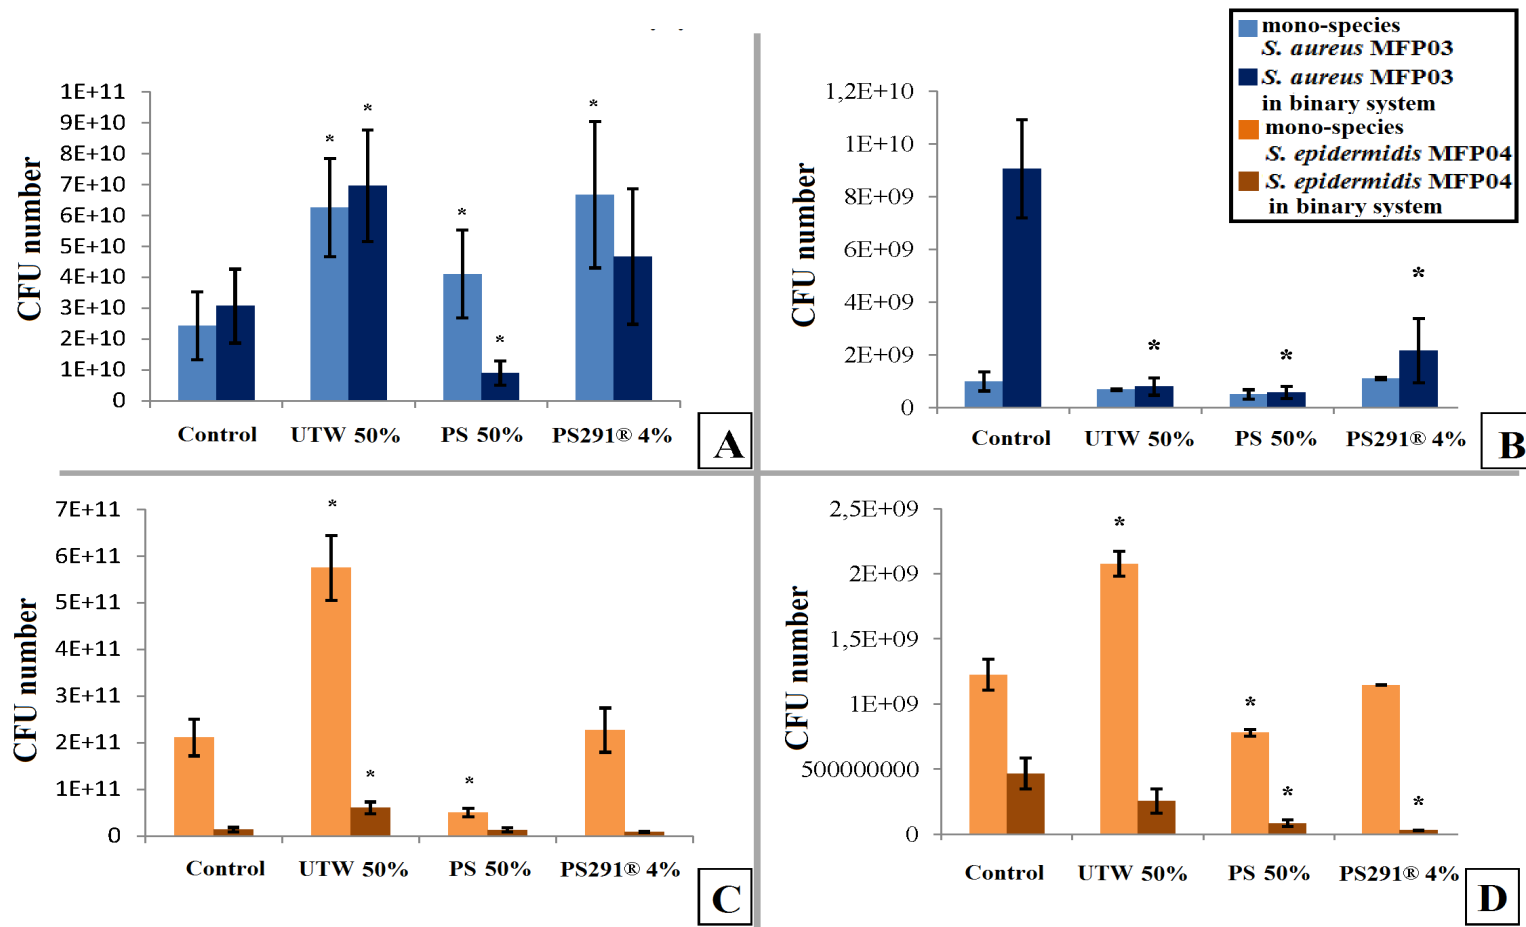 mono-species
S. aureus MFP03
S. aureus MFP03
in binary system
mono-species
S. epidermidis MFP04
S. epidermidis MFP04
in binary system
CFU number
1E+11
9E+10
8E+10
7E+10
6E+10
5E+10
4E+10
3E+10
2E+10
1E+10
0
* * * * *
Control UTW 50% PS 50% PS291® 4%
A
CFU number
1,2E+10
1E+10
8E+09
6E+09
4E+09
2E+09
0
* * *
Control UTW 50% PS 50% PS291® 4%
B
CFU number
7E+11
6E+11
5E+11
4E+11
3E+11
2E+11
1E+11
0
* * *
Control UTW 50% PS 50% PS291® 4%
C
CFU number
2,5E+09
2E+09
1,5E+09
1E+09
500000000
0
* * * *
Control UTW 50% PS 50% PS291® 4%
D